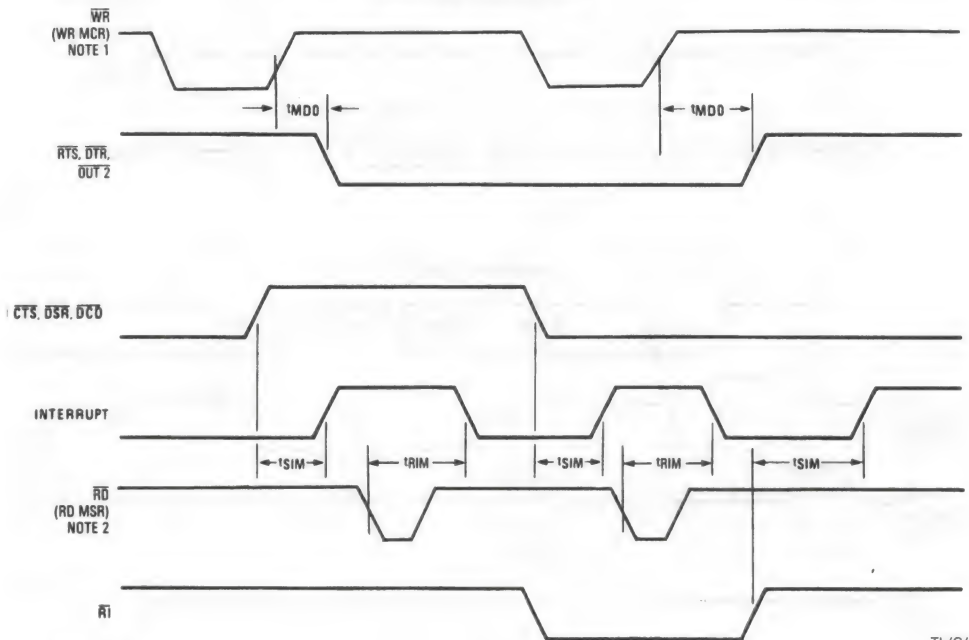 WR
(WR MCR)
NOTE 1
tMDO tMDO
RTS, DTR,
OUT 2
CTS, DSR, DCD
INTERRUPT
tSIM tRIM tSIM tRIM tSIM
RD
(RD MSR)
NOTE 2
RI